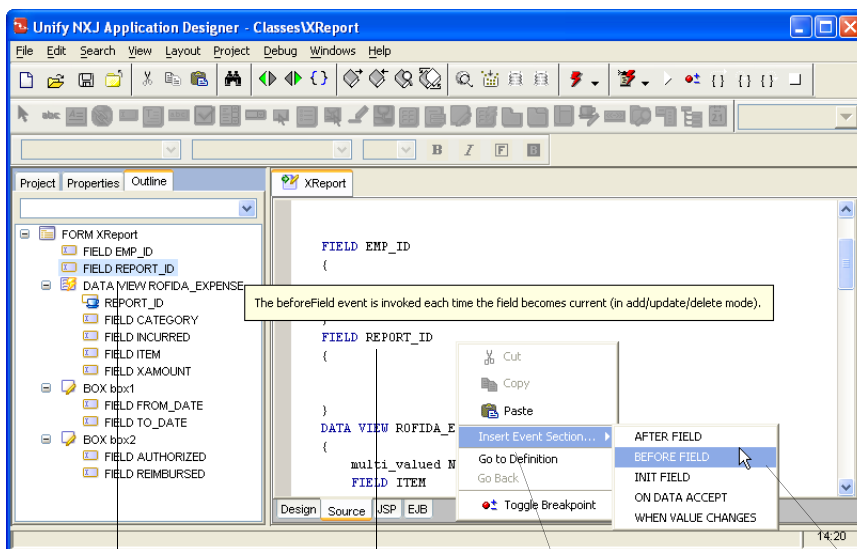 Unify NXJ Application Designer - Classes\XReport
File Edit Search View Layout Project Debug Windows Help
abc
B I F B
Project Properties Outline
XReport
FORM XReport
FIELD EMP_ID
FIELD REPORT_ID
DATA VIEW ROFIDA_EXPENSE
REPORT_ID
FIELD CATEGORY
FIELD INCURRED
FIELD ITEM
FIELD XAMOUNT
BOX box1
FIELD FROM_DATE
FIELD TO_DATE
BOX box2
FIELD AUTHORIZED
FIELD REIMBURSED
FIELD EMP_ID
{
The beforeField event is invoked each time the field becomes current (in add/update/delete mode).
}
FIELD REPORT_ID
{
}
DATA VIEW ROFIDA_E
{
multi_valued N
FIELD ITEM
Cut
Copy
Paste
Insert Event Section...
Go to Definition
Go Back
Toggle Breakpoint
AFTER FIELD
BEFORE FIELD
INIT FIELD
ON DATA ACCEPT
WHEN VALUE CHANGES
Design Source JSP EJB
14:20